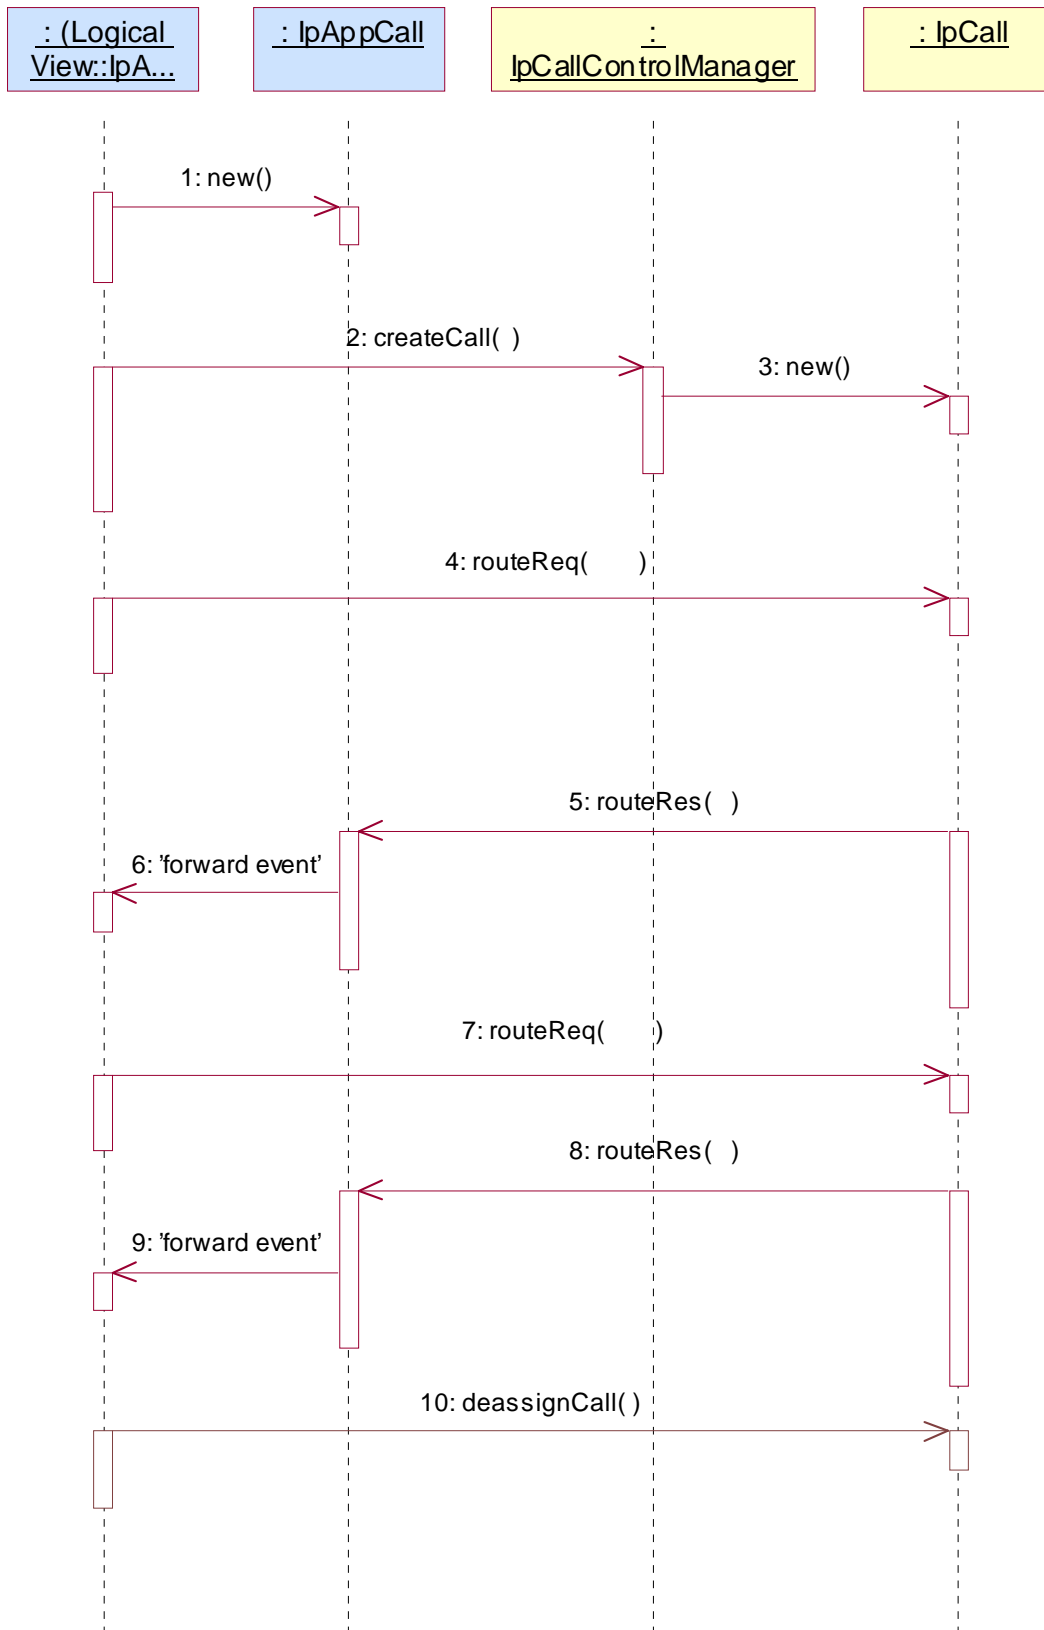 : (Logical
View::IpA...
: IpAppCall
:
IpCallControlManager
: IpCall
1: new()
2: createCall( )
3: new()
4: routeReq( )
5: routeRes( )
6: 'forward event'
7: routeReq( )
8: routeRes( )
9: 'forward event'
10: deassignCall( )